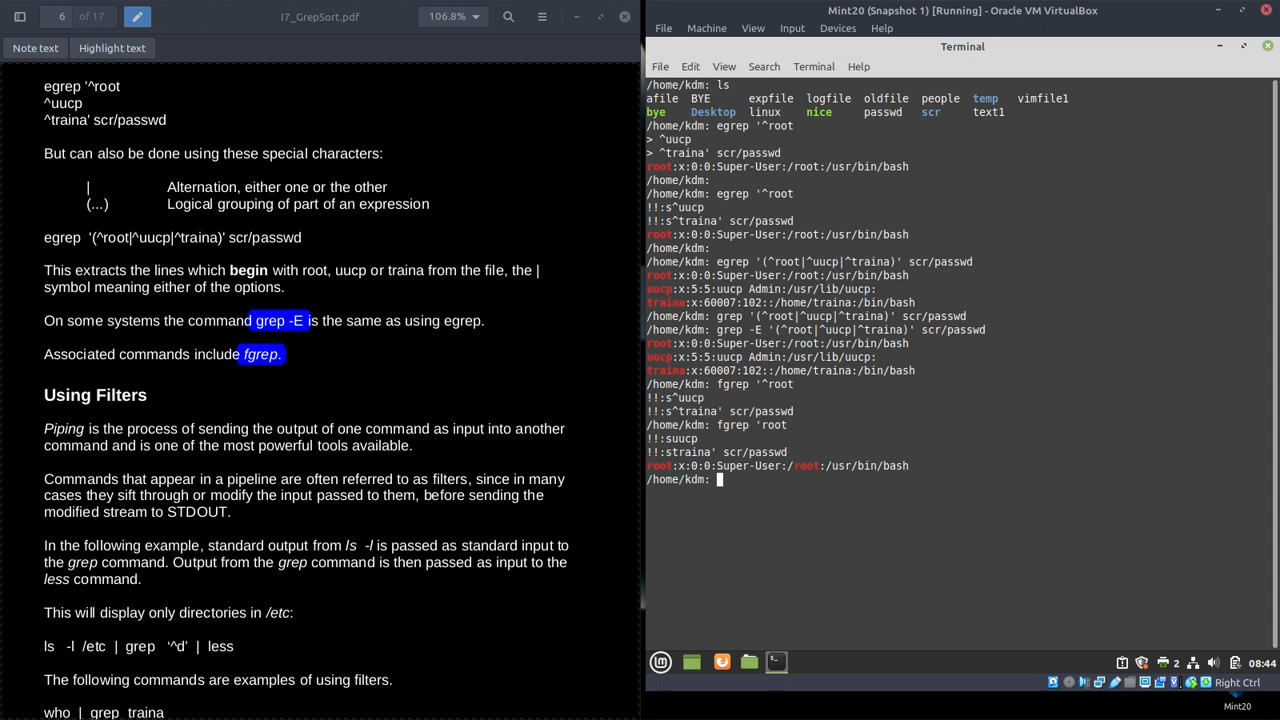 6 of 17
I7_GrepSort.pdf
106.8%
Note text Highlight text
egrep '^root
^uucp
^traina' scr/passwd
But can also be done using these special characters:
| Alternation, either one or the other
(...) Logical grouping of part of an expression
egrep '(^root|^uucp|^traina)' scr/passwd
This extracts the lines which begin with root, uucp or traina from the file, the |
symbol meaning either of the options.
On some systems the command grep -E is the same as using egrep.
Associated commands include fgrep.
Using Filters
Piping is the process of sending the output of one command as input into another
command and is one of the most powerful tools available.
Commands that appear in a pipeline are often referred to as filters, since in many
cases they sift through or modify the input passed to them, before sending the
modified stream to STDOUT.
In the following example, standard output from ls -l is passed as standard input to
the grep command. Output from the grep command is then passed as input to the
less command.
This will display only directories in /etc:
ls -l /etc | grep ‘^d’ | less
The following commands are examples of using filters.
who | grep traina
Mint20 (Snapshot 1) [Running] - Oracle VM VirtualBox
File Machine View Input Devices Help
Terminal
File Edit View Search Terminal Help
/home/kdm: ls
afile BYE expfile logfile oldfile people temp vimfile1
bye Desktop linux nice passwd scr text1
/home/kdm: egrep '^root
> ^uucp
> ^traina' scr/passwd
root:x:0:0:Super-User:/root:/usr/bin/bash
/home/kdm:
/home/kdm: egrep '^root
!!:s^uucp
!!:s^traina' scr/passwd
root:x:0:0:Super-User:/root:/usr/bin/bash
/home/kdm:
/home/kdm: egrep '(^root|^uucp|^traina)' scr/passwd
root:x:0:0:Super-User:/root:/usr/bin/bash
uucp:x:5:5:uucp Admin:/usr/lib/uucp:
traina:x:60007:102::/home/traina:/bin/bash
/home/kdm: grep '(^root|^uucp|^traina)' scr/passwd
/home/kdm: grep -E '(^root|^uucp|^traina)' scr/passwd
root:x:0:0:Super-User:/root:/usr/bin/bash
uucp:x:5:5:uucp Admin:/usr/lib/uucp:
traina:x:60007:102::/home/traina:/bin/bash
/home/kdm: fgrep '^root
!!:s^uucp
!!:s^traina' scr/passwd
/home/kdm: fgrep 'root
!!:suucp
!!:straina' scr/passwd
root:x:0:0:Super-User:/root:/usr/bin/bash
/home/kdm:
2 08:44
Right Ctrl
Mint20